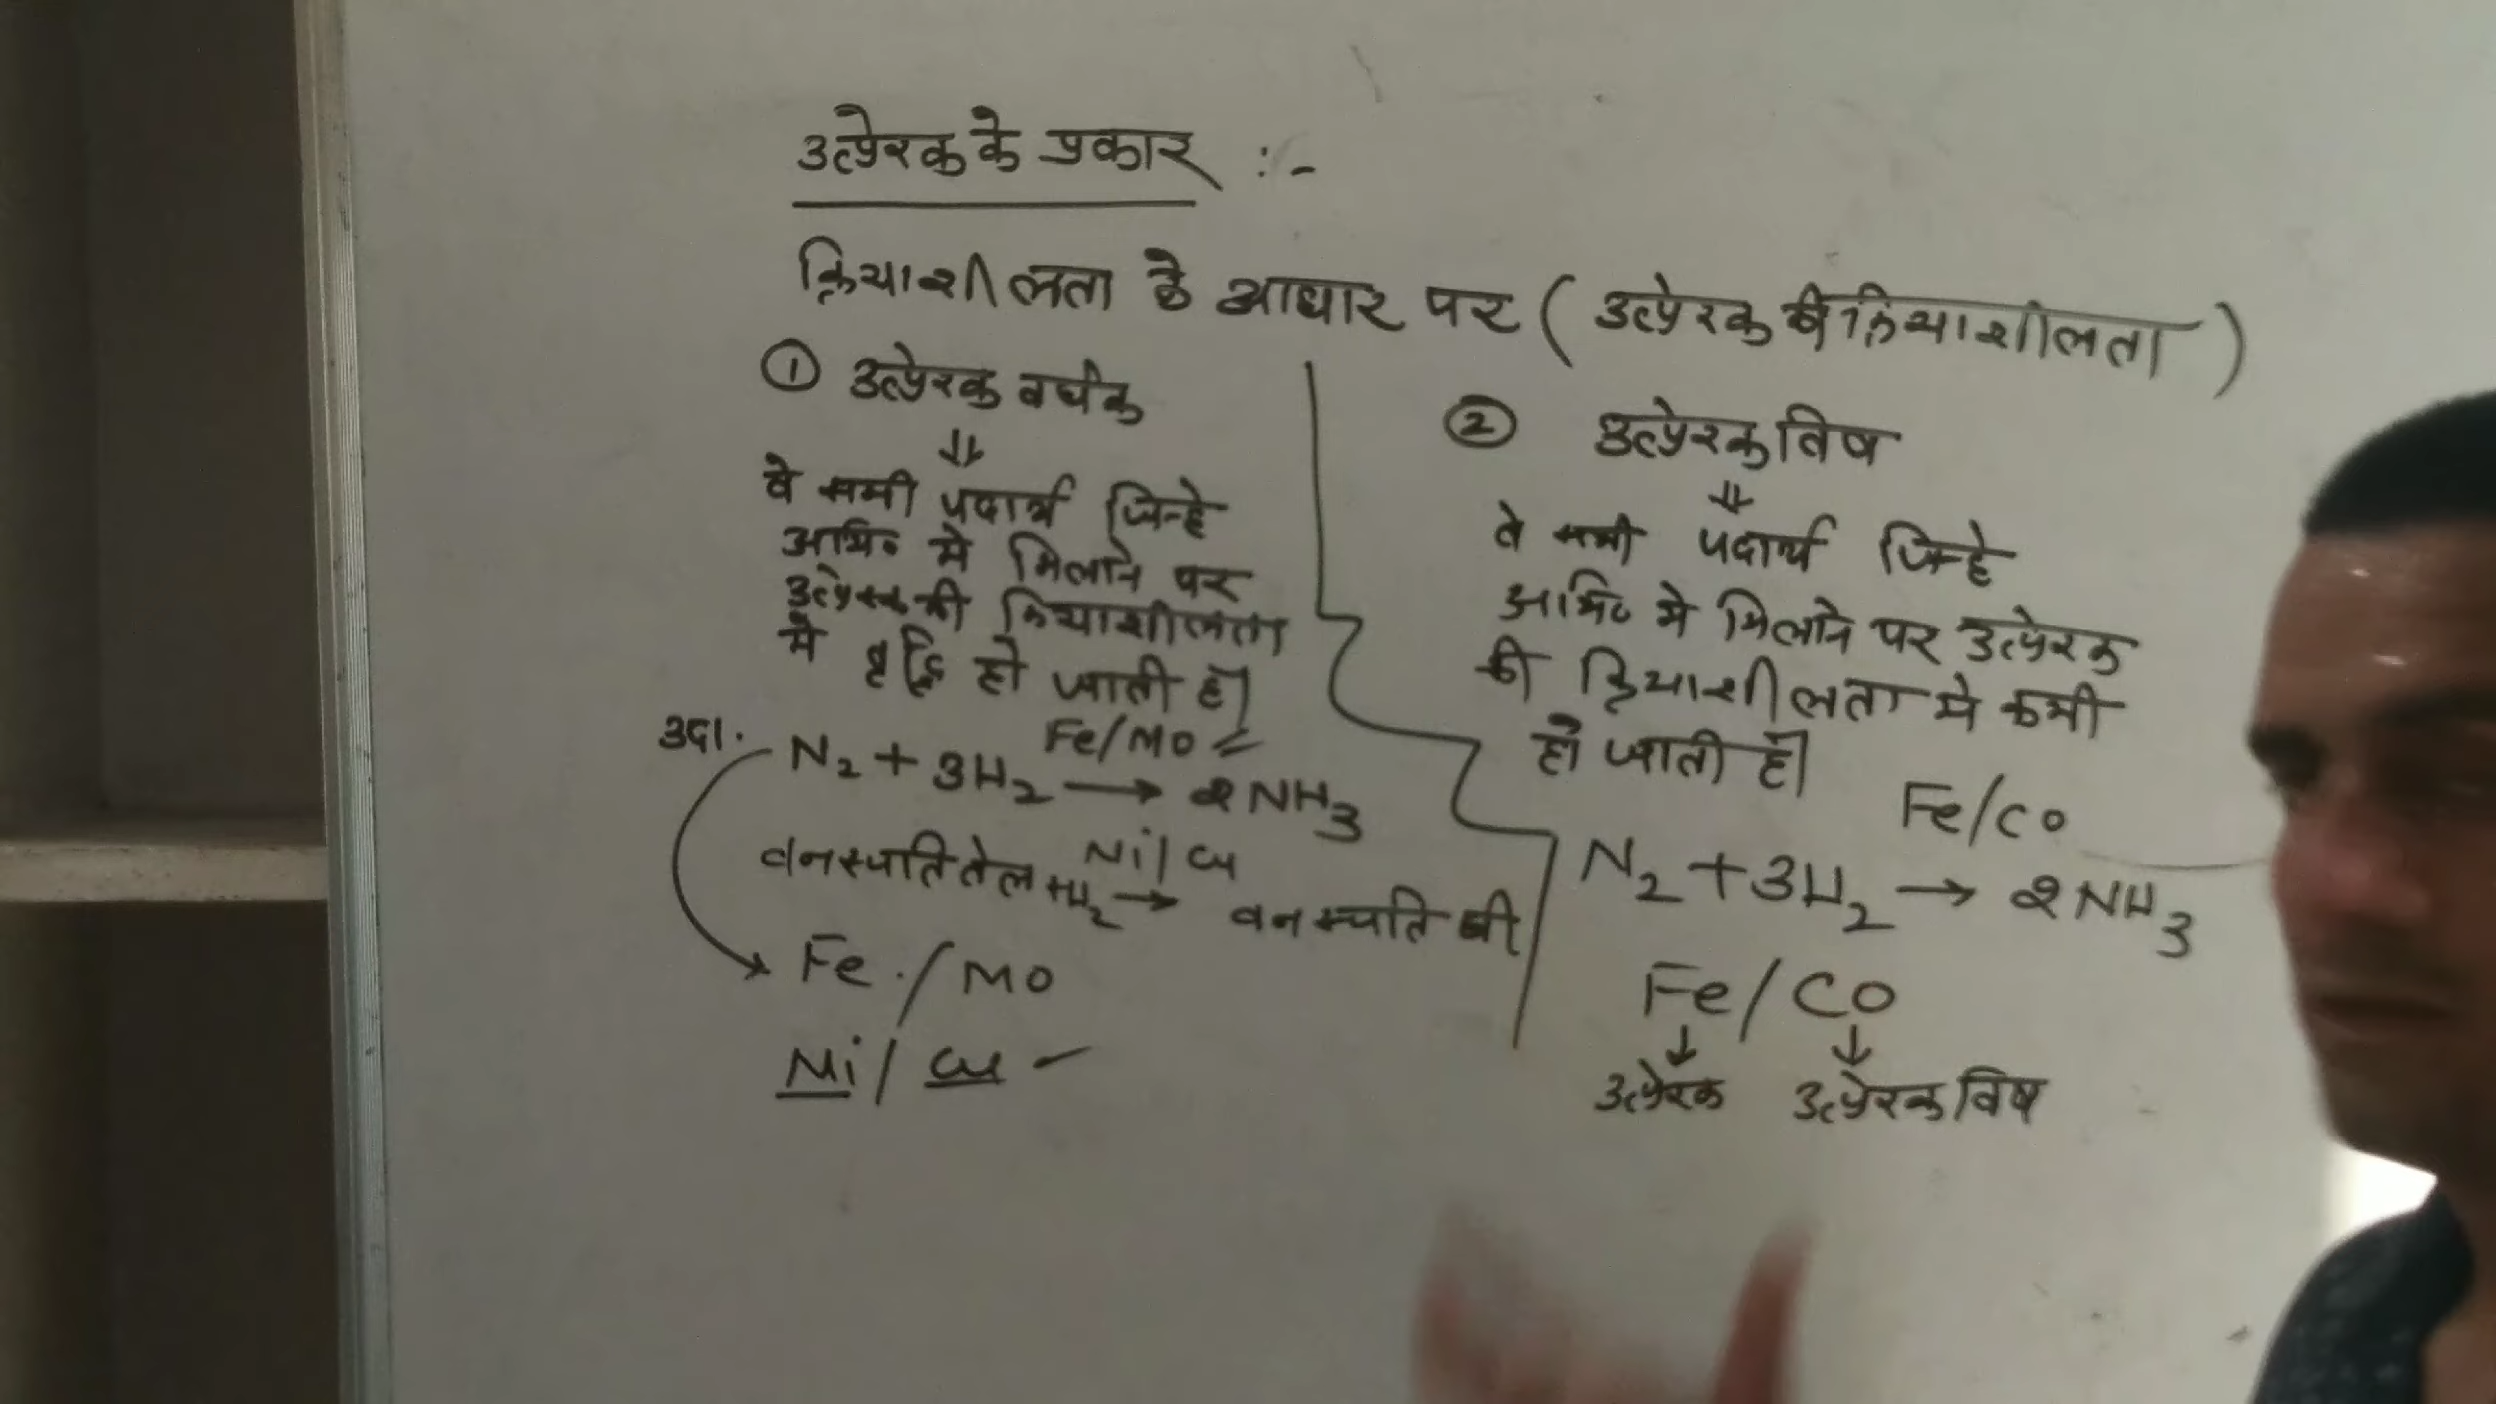 उत्प्रेरक के प्रकार :-
क्रियाशीलता के आधार पर ( उत्प्रेरक की क्रियाशीलता )
① उत्प्रेरक वर्धक
⇓
वे सभी पदार्थ जिन्हे
अभि० मे मिलाने पर
उत्प्रेरक की क्रियाशीलता
मे वृद्धि हो जाती है।
उदा.
Fe/Mo
N₂ + 3H₂ → 2NH₃
Ni/Cu
वनस्पति तेल + H₂ → वनस्पति घी
Fe./Mo
Ni/Cu
② उत्प्रेरक विष
⇓
वे सभी पदार्थ जिन्हे
अभि० मे मिलाने पर उत्प्रेरक
की क्रियाशीलता मे कमी
हो जाती है।
Fe/CO
N₂ + 3H₂ → 2NH₃
Fe/CO
↓ ↓
उत्प्रेरक उत्प्रेरक विष